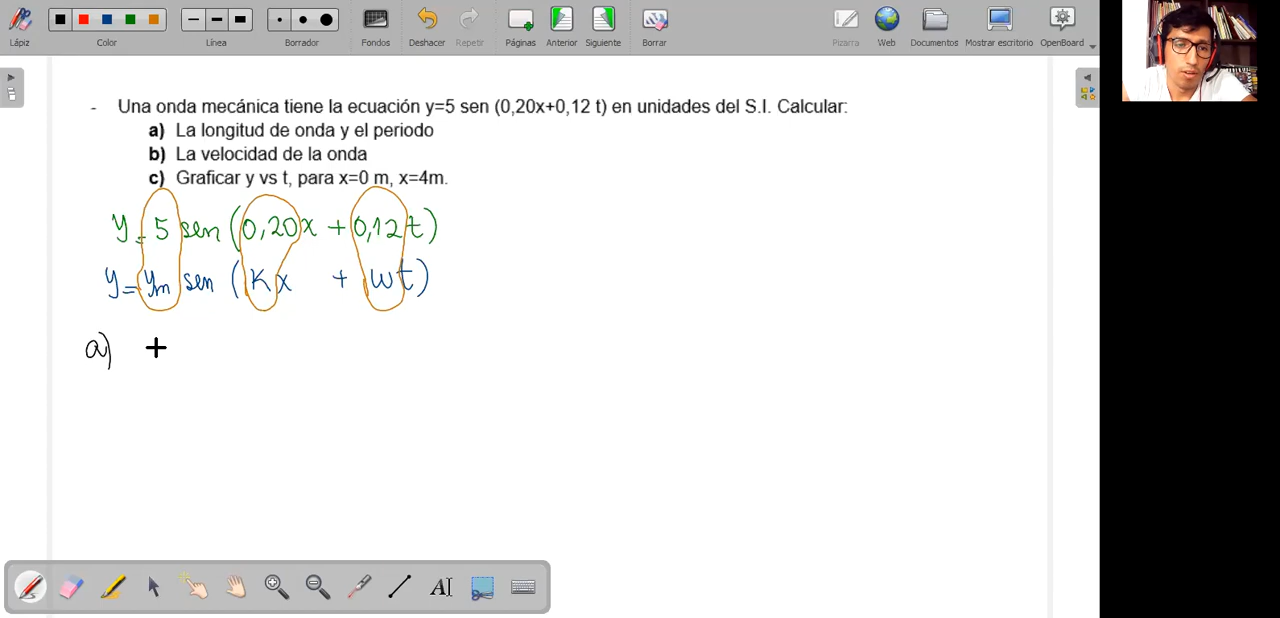 Lápiz Color Línea Borrador Fondos Deshacer Repetir Páginas Anterior Siguiente Borrar Pizarra Web Documentos Mostrar escritorio OpenBoard
- Una onda mecánica tiene la ecuación y=5 sen (0,20x+0,12 t) en unidades del S.I. Calcular:
a) La longitud de onda y el periodo
b) La velocidad de la onda
c) Graficar y vs t, para x=0 m, x=4m.
y = 5 sen (0,20x + 0,12t)
y = ym sen (Kx + wt)
a)
AI